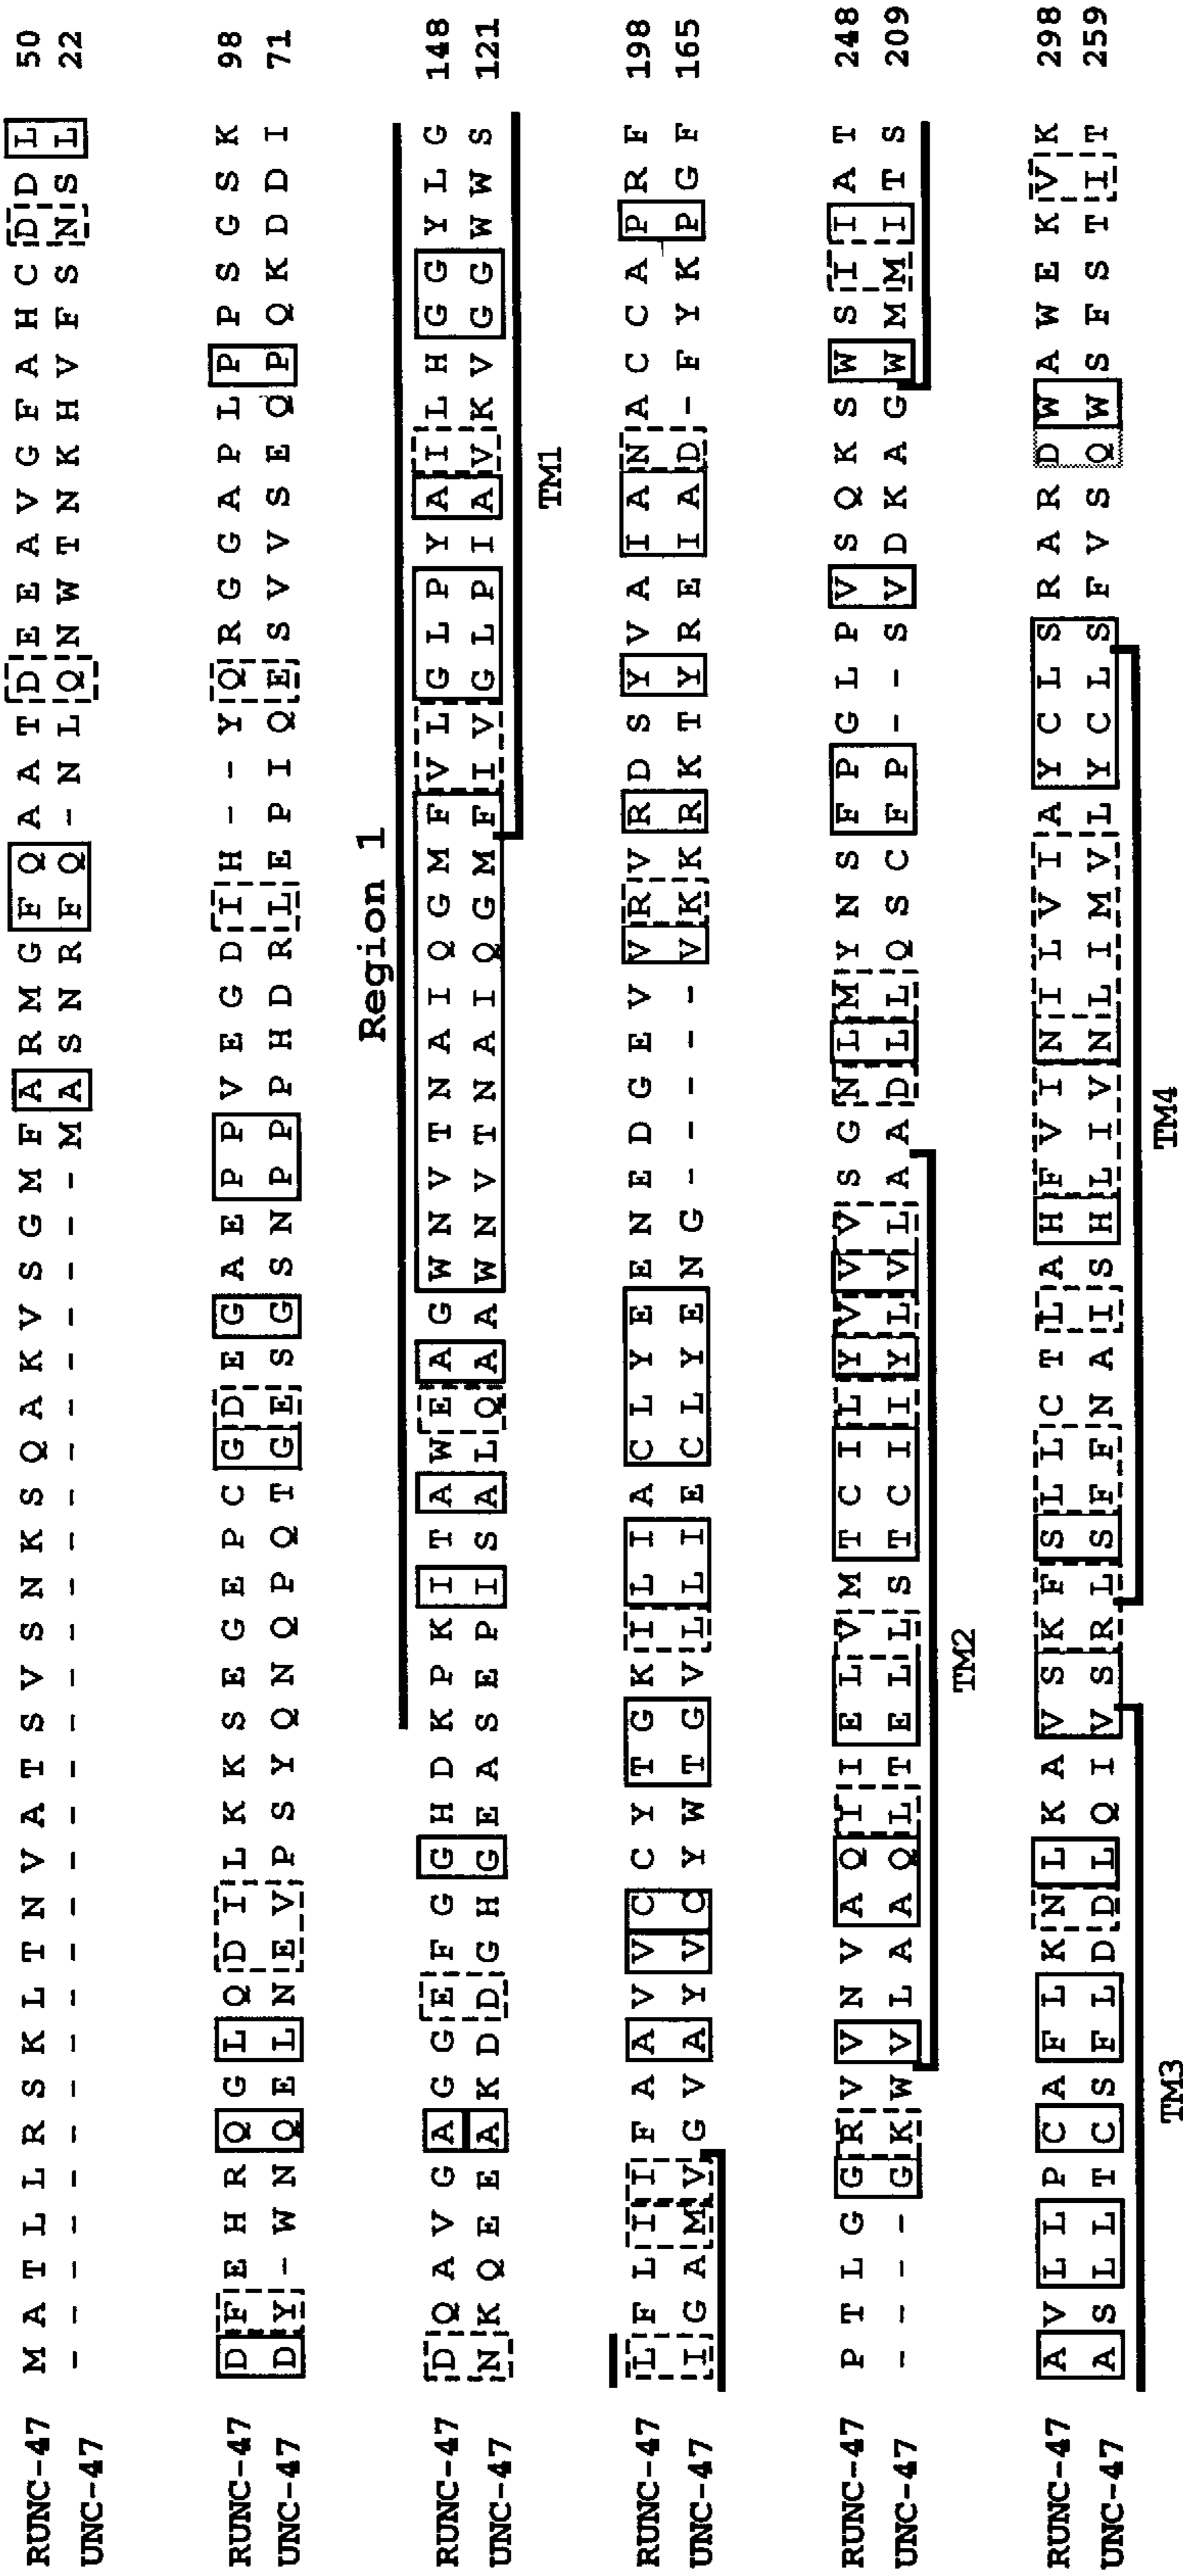 RUNC-47 M A T L L R S K L T N V A T S V S N K S Q A K V S G M F A R M G F Q A A T D E E A V G F A H C D D L 50
UNC-47 - - - - - - - - - - - - - - - - - - - - - - - - - - - M A S N R F Q - N L Q N W T N K H V F S N S L 22
RUNC-47 D F E H R Q G L Q D I L K K S E G E P C G D E G A E P P V E G D I H - - Y Q R G G A P L P P S G S K 98
UNC-47 D Y - W N Q E L N E V P S Y Q N Q P Q T G E S G S N P P P H D R L E P I Q E S V V S E Q P Q K D D I 71
Region 1
RUNC-47 D Q A V G A G G E F G G H D K P K I T A W E A G W N V T N A I Q G M F V L G L P Y A I L H G G Y L G 148
UNC-47 N K Q E E A K D D G H G E A S E P I S A L Q A A W N V T N A I Q G M F I V G L P I A V K V G G W W S 121
TM1
RUNC-47 L F L I I F A A V V C C Y T G K I L I A C L Y E E N E D G E V V R V R D S Y V A I A N A C C A P R F 198
UNC-47 I G A M V G V A Y V C Y W T G V L L I E C L Y E N G - - - - - V K K R K T Y R E I A D - F Y K P G F 165
RUNC-47 P T L G G R V V N V A Q I I E L V M T C I L Y V V V S G N L M Y N S F P G L P V S Q K S W S I I A T 248
UNC-47 - - - - G K W V L A A Q L T E L L S T C I I Y L V L A A D L L Q S C F P - - S V D K A G W M M I T S 209
TM2
RUNC-47 A V L L P C A F L K N L K A V S K F S L L C T L A H F V I N I L V I A Y C L S R A R D W A W E K V K 298
UNC-47 A S L L T C S F L D D L Q I V S R L S F F N A I S H L I V N L I M V L Y C L S F V S Q W S F S T I T 259
TM3 TM4